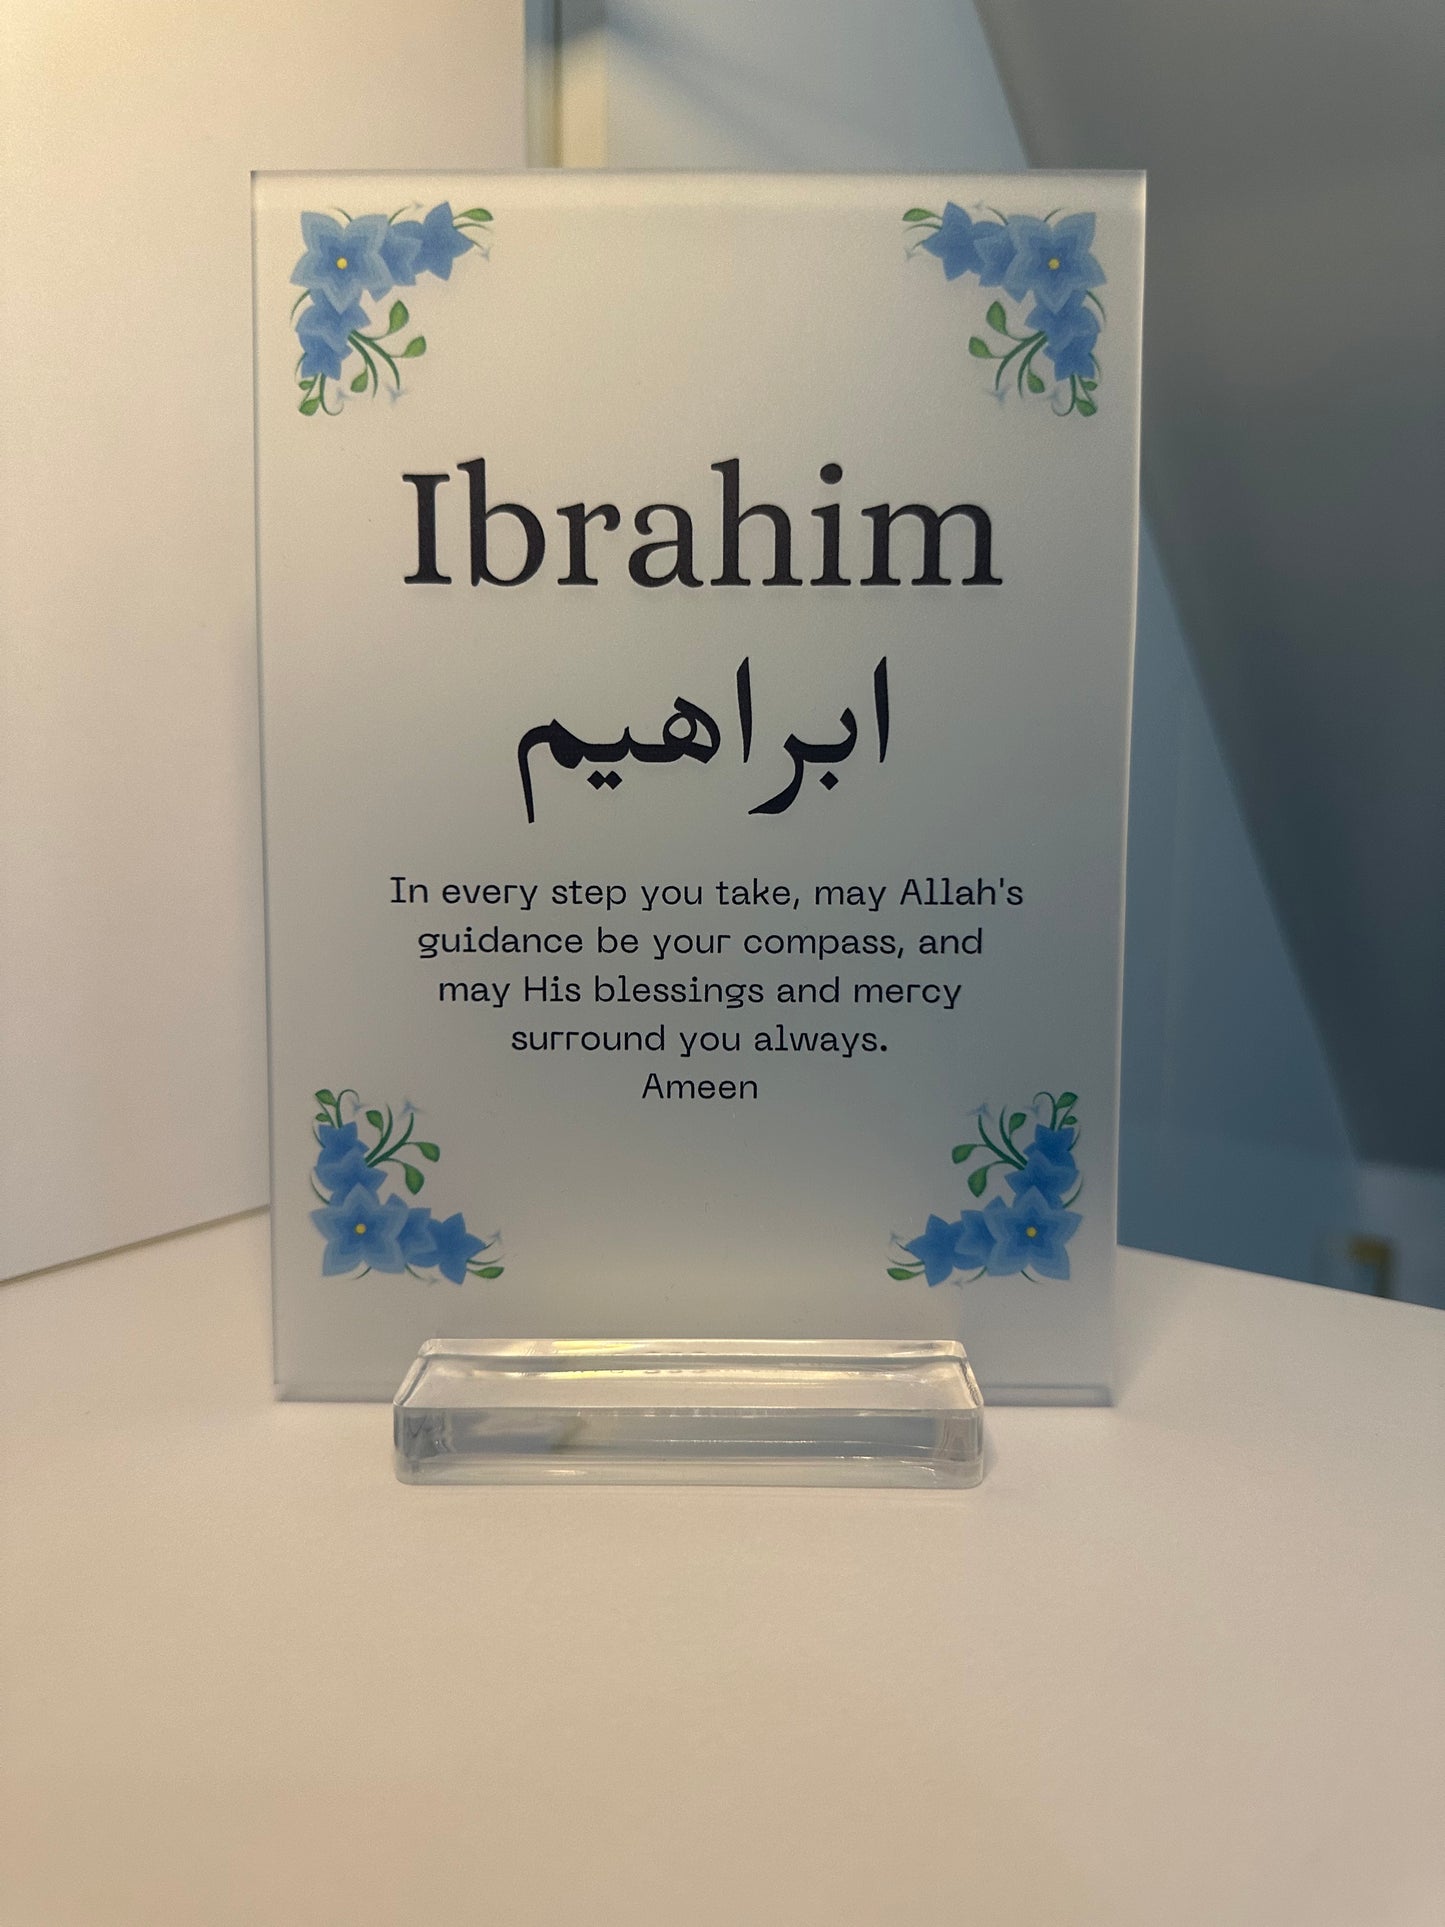 Ibrahim
ابراهيم
In every step you take, may Allah's
guidance be your compass, and
may His blessings and mercy
surround you always.
Ameen